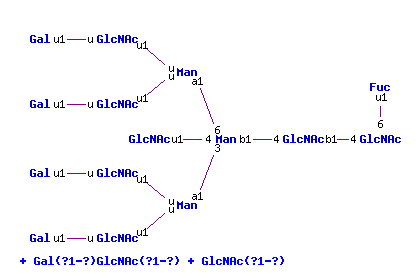 Gal u1 u GlcNAc u1
u Man a1
u
Gal u1 u GlcNAc u1
Fuc
u1
6
GlcNAc u1 4 Man b1 4 GlcNAc b1 4 GlcNAc
6
3
Gal u1 u GlcNAc u1
u Man a1
u
Gal u1 u GlcNAc u1
+ Gal(?1-?)GlcNAc(?1-?) + GlcNAc(?1-?)